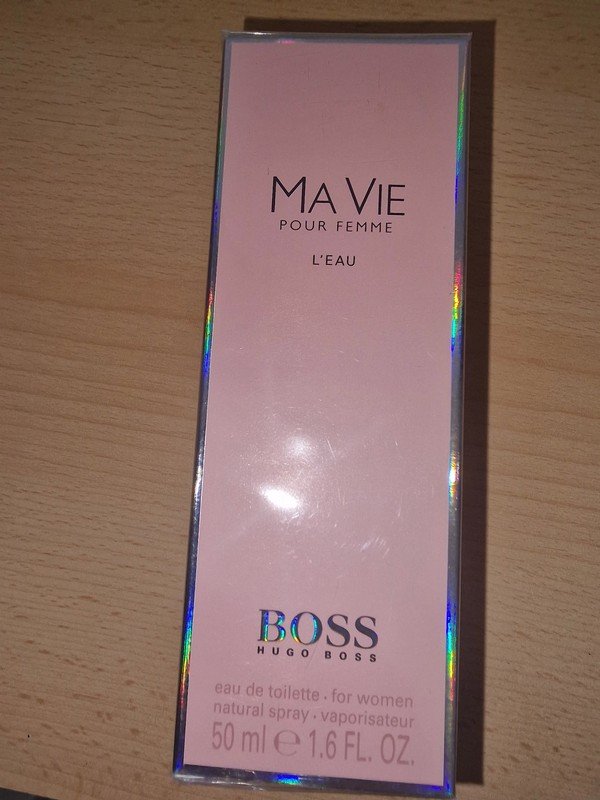 MA VIE
POUR FEMME
L'EAU
BOSS
HUGO BOSS
eau de toilette · for women
natural spray · vaporisateur
50 ml ℮ 1.6 FL. OZ.